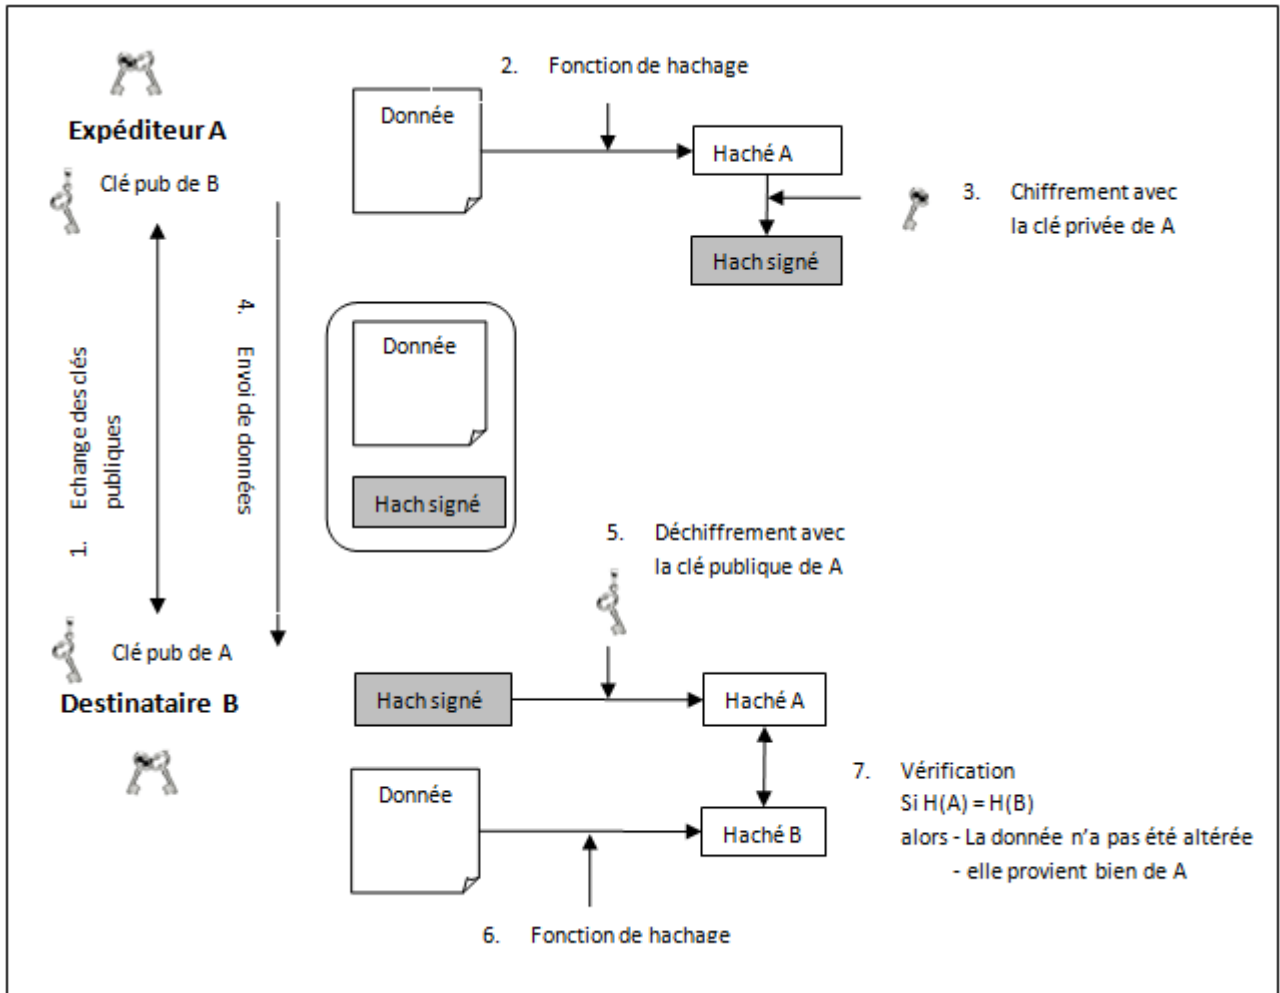 2. Fonction de hachage
Donnée
Expéditeur A
Haché A
Clé pub de B
3. Chiffrement avec
la clé privée de A
Hach signé
4. Envoi de données
Donnée
1. Echange des clés
publiques
Hach signé
5. Déchiffrement avec
la clé publique de A
Clé pub de A
Destinataire B
Hach signé
Haché A
7. Vérification
Si H(A) = H(B)
alors - La donnée n'a pas été altérée
- elle provient bien de A
Donnée
Haché B
6. Fonction de hachage